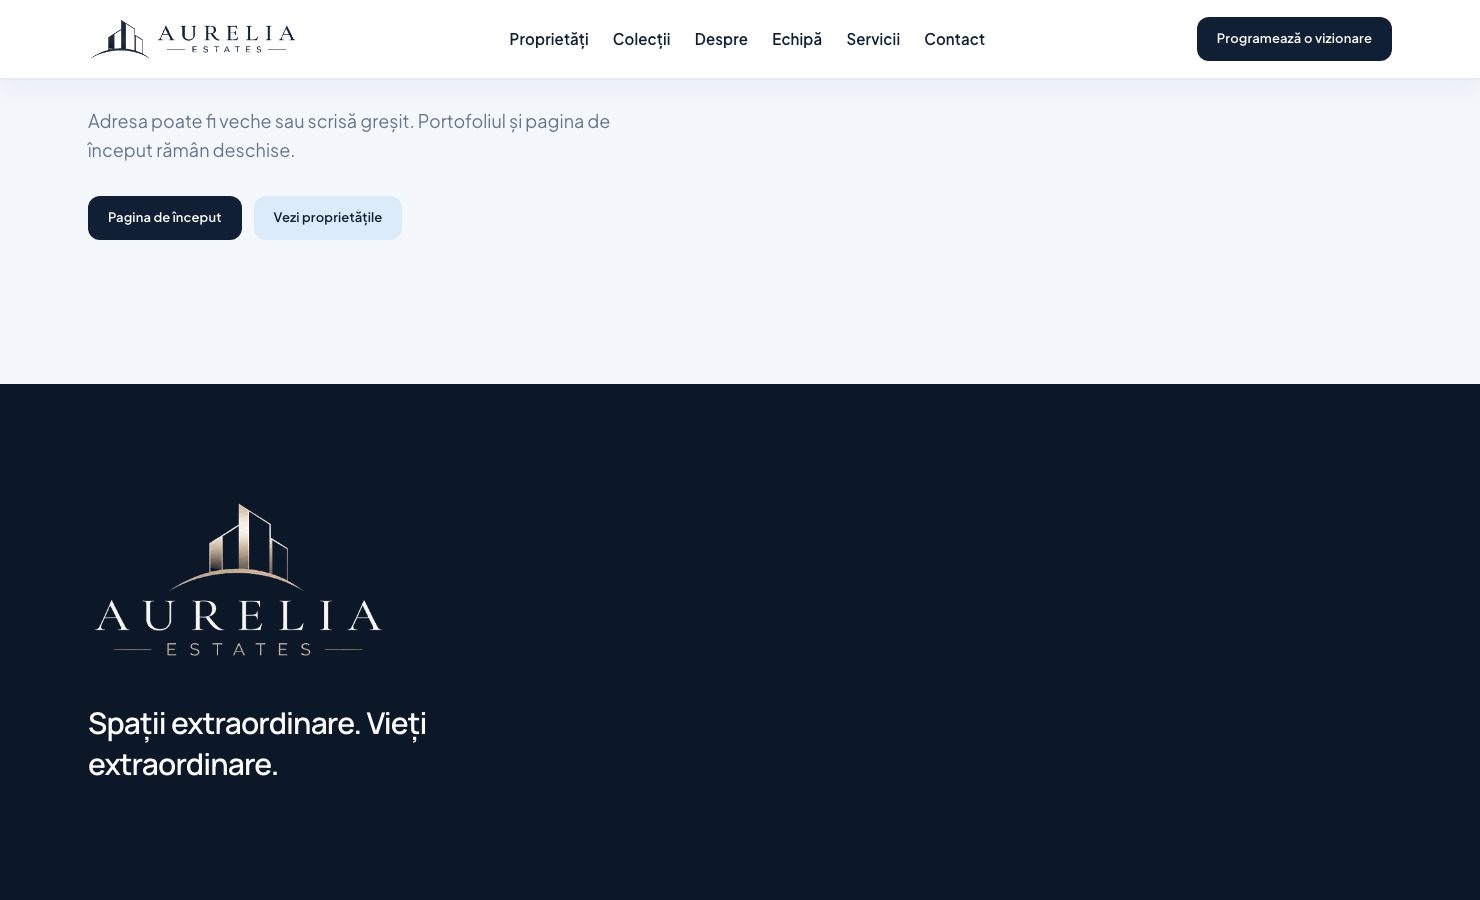 AURELIA
ESTATES
Proprietăți
Colecții
Despre
Echipă
Servicii
Contact
Programează o vizionare
Adresa poate fi veche sau scrisă greșit. Portofoliul și pagina de
început rămân deschise.
Pagina de început
Vezi proprietățile
AURELIA
ESTATES
Spații extraordinare. Vieți
extraordinare.